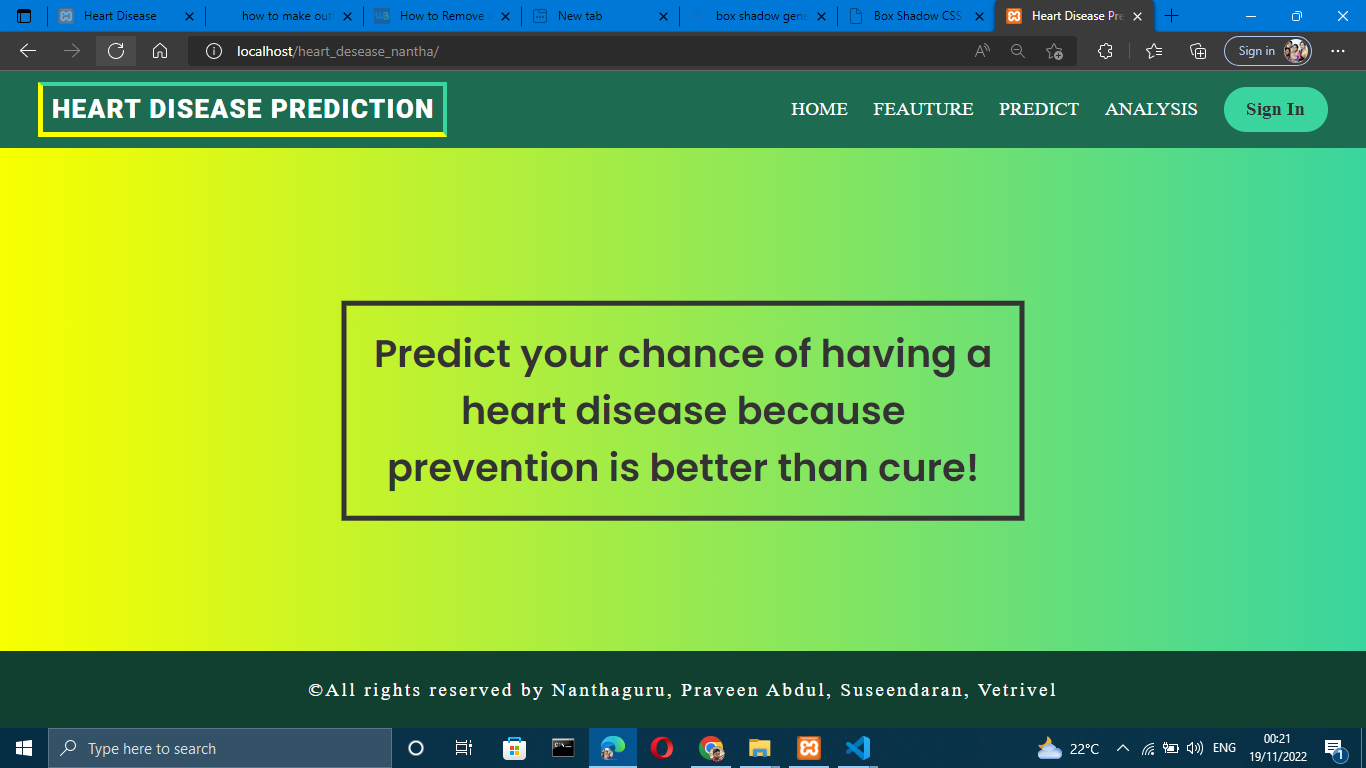 Heart Disease
how to make out
How to Remove
New tab
box shadow gene
Box Shadow CSS
Heart Disease Pre
localhost/heart_desease_nantha/
Sign in
HEART DISEASE PREDICTION
HOME FEAUTURE PREDICT ANALYSIS Sign In
Predict your chance of having a
heart disease because
prevention is better than cure!
©All rights reserved by Nanthaguru, Praveen Abdul, Suseendaran, Vetrivel
Type here to search
22°C
ENG
00:21
19/11/2022
1